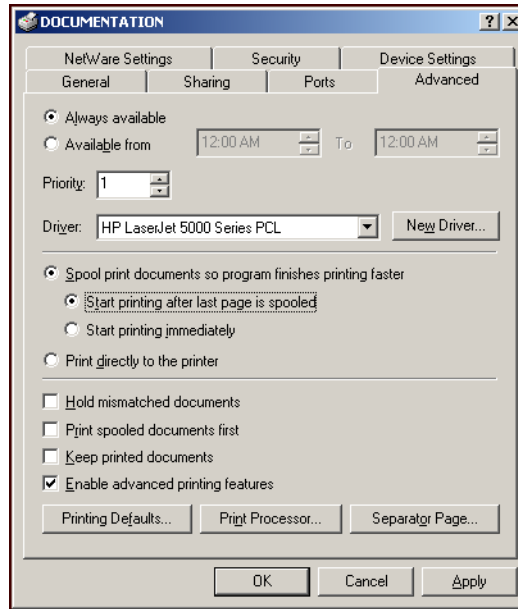 DOCUMENTATION
NetWare Settings Security Device Settings
General Sharing Ports Advanced
Always available
Available from 12:00 AM To 12:00 AM
Priority: 1
Driver: HP LaserJet 5000 Series PCL New Driver...
Spool print documents so program finishes printing faster
Start printing after last page is spooled
Start printing immediately
Print directly to the printer
Hold mismatched documents
Print spooled documents first
Keep printed documents
Enable advanced printing features
Printing Defaults... Print Processor... Separator Page...
OK Cancel Apply